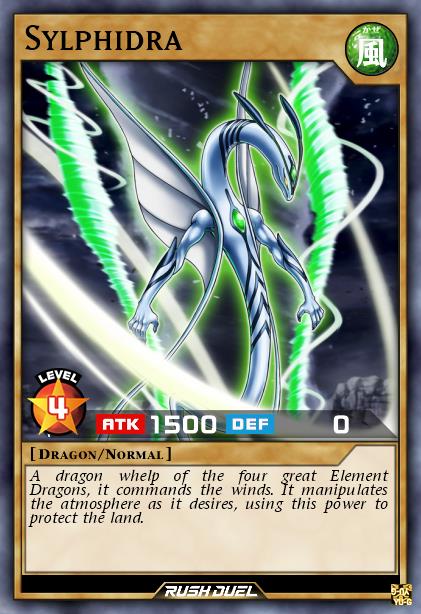 Sylphidra
かぜ
風
LEVEL
4
ATK 1500 DEF 0
[Dragon/Normal]
A dragon whelp of the four great Element
Dragons, it commands the winds. It manipulates
the atmosphere as it desires, using this power to
protect the land.
RUSH DUEL